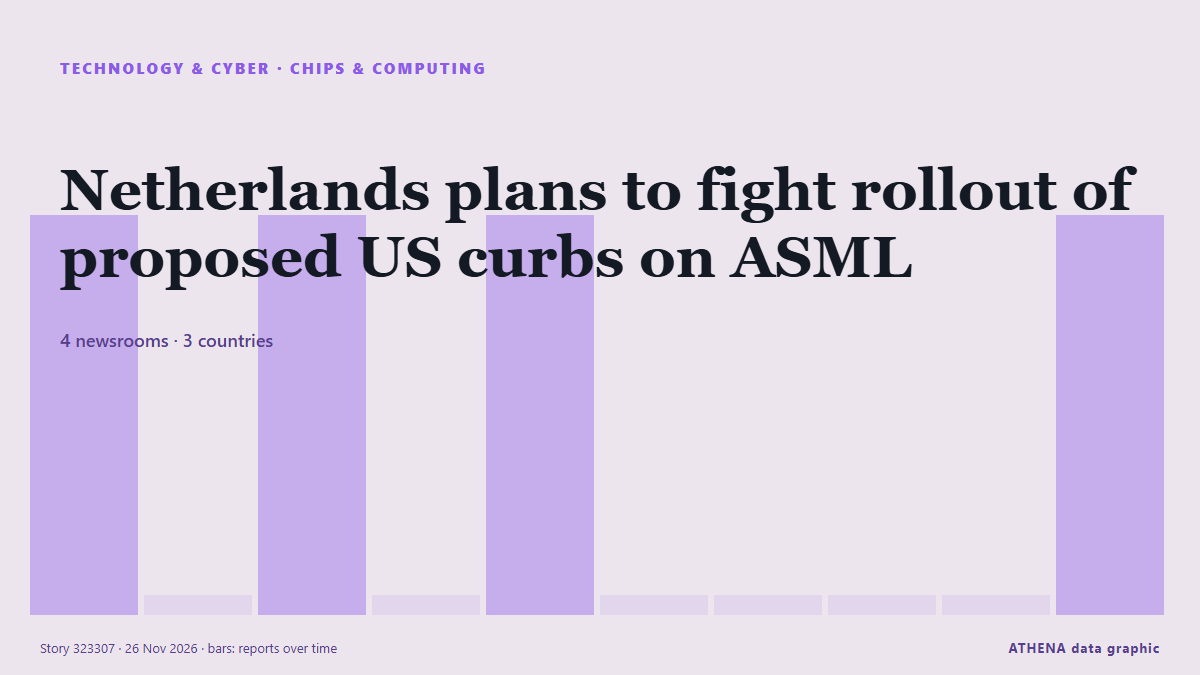 TECHNOLOGY & CYBER · CHIPS & COMPUTING
Netherlands plans to fight rollout of
proposed US curbs on ASML
4 newsrooms · 3 countries
Story 323307 · 26 Nov 2026 · bars: reports over time
ATHENA data graphic